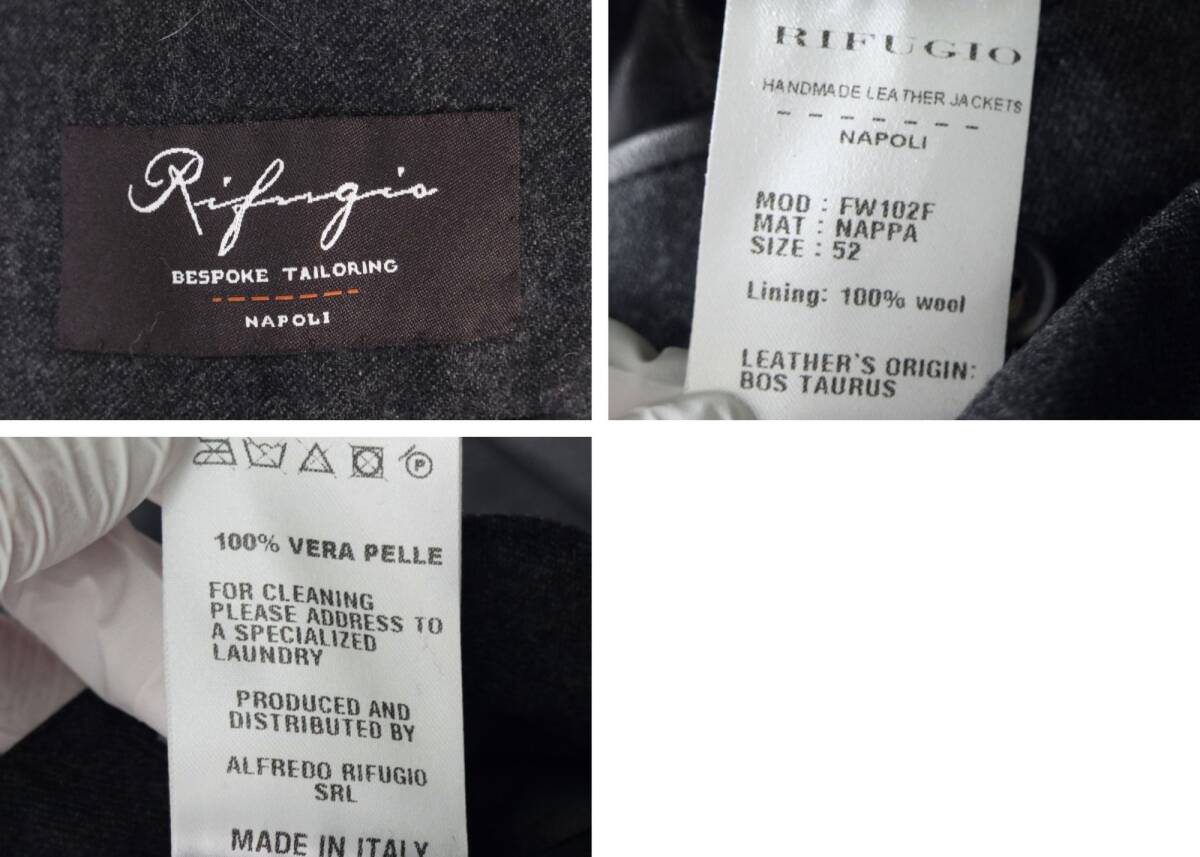 Rifugio
BESPOKE TAILORING
NAPOLI
RIFUGIO
HANDMADE LEATHER JACKETS
NAPOLI
MOD : FW102F
MAT : NAPPA
SIZE : 52
Lining: 100% wool
LEATHER'S ORIGIN:
BOS TAURUS
P
100% VERA PELLE
FOR CLEANING
PLEASE ADDRESS TO
A SPECIALIZED
LAUNDRY
PRODUCED AND
DISTRIBUTED BY
ALFREDO RIFUGIO
SRL
MADE IN ITALY